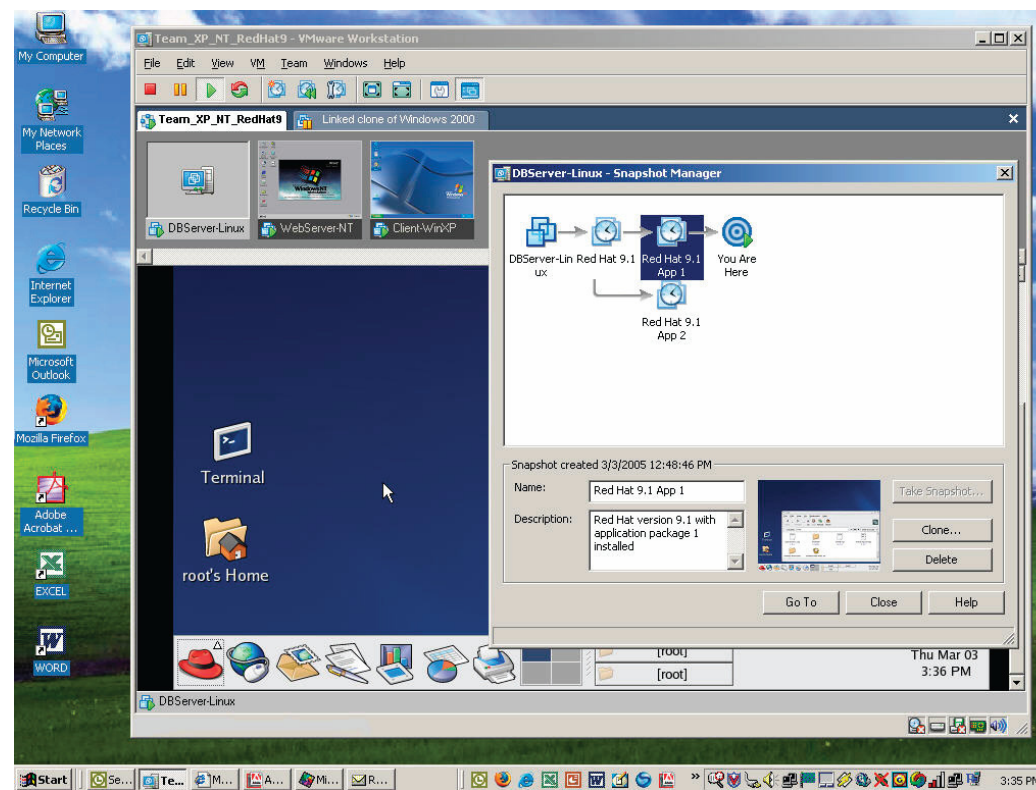 My Computer
My Network
Places
Recycle Bin
Internet
Explorer
Microsoft
Outlook
Mozilla Firefox
Adobe
Acrobat ...
EXCEL
WORD
Team_XP_NT_RedHat9 - VMware Workstation
File Edit View VM Team Windows Help
Team_XP_NT_RedHat9 Linked clone of Windows 2000
DBServer-Linux WebServer-NT Client-WinXP
Terminal
root's Home
DBServer-Linux - Snapshot Manager
DBServer-Lin
ux
Red Hat 9.1
Red Hat 9.1
App 1
You Are
Here
Red Hat 9.1
App 2
Snapshot created 3/3/2005 12:48:46 PM
Name: Red Hat 9.1 App 1
Take Snapshot...
Description: Red Hat version 9.1 with
application package 1
installed
Clone...
Delete
Go To Close Help
[root]
[root]
Thu Mar 03
3:36 PM
DBServer-Linux
Start Se... Te... M... A... Mi... R... » 3:35 PM